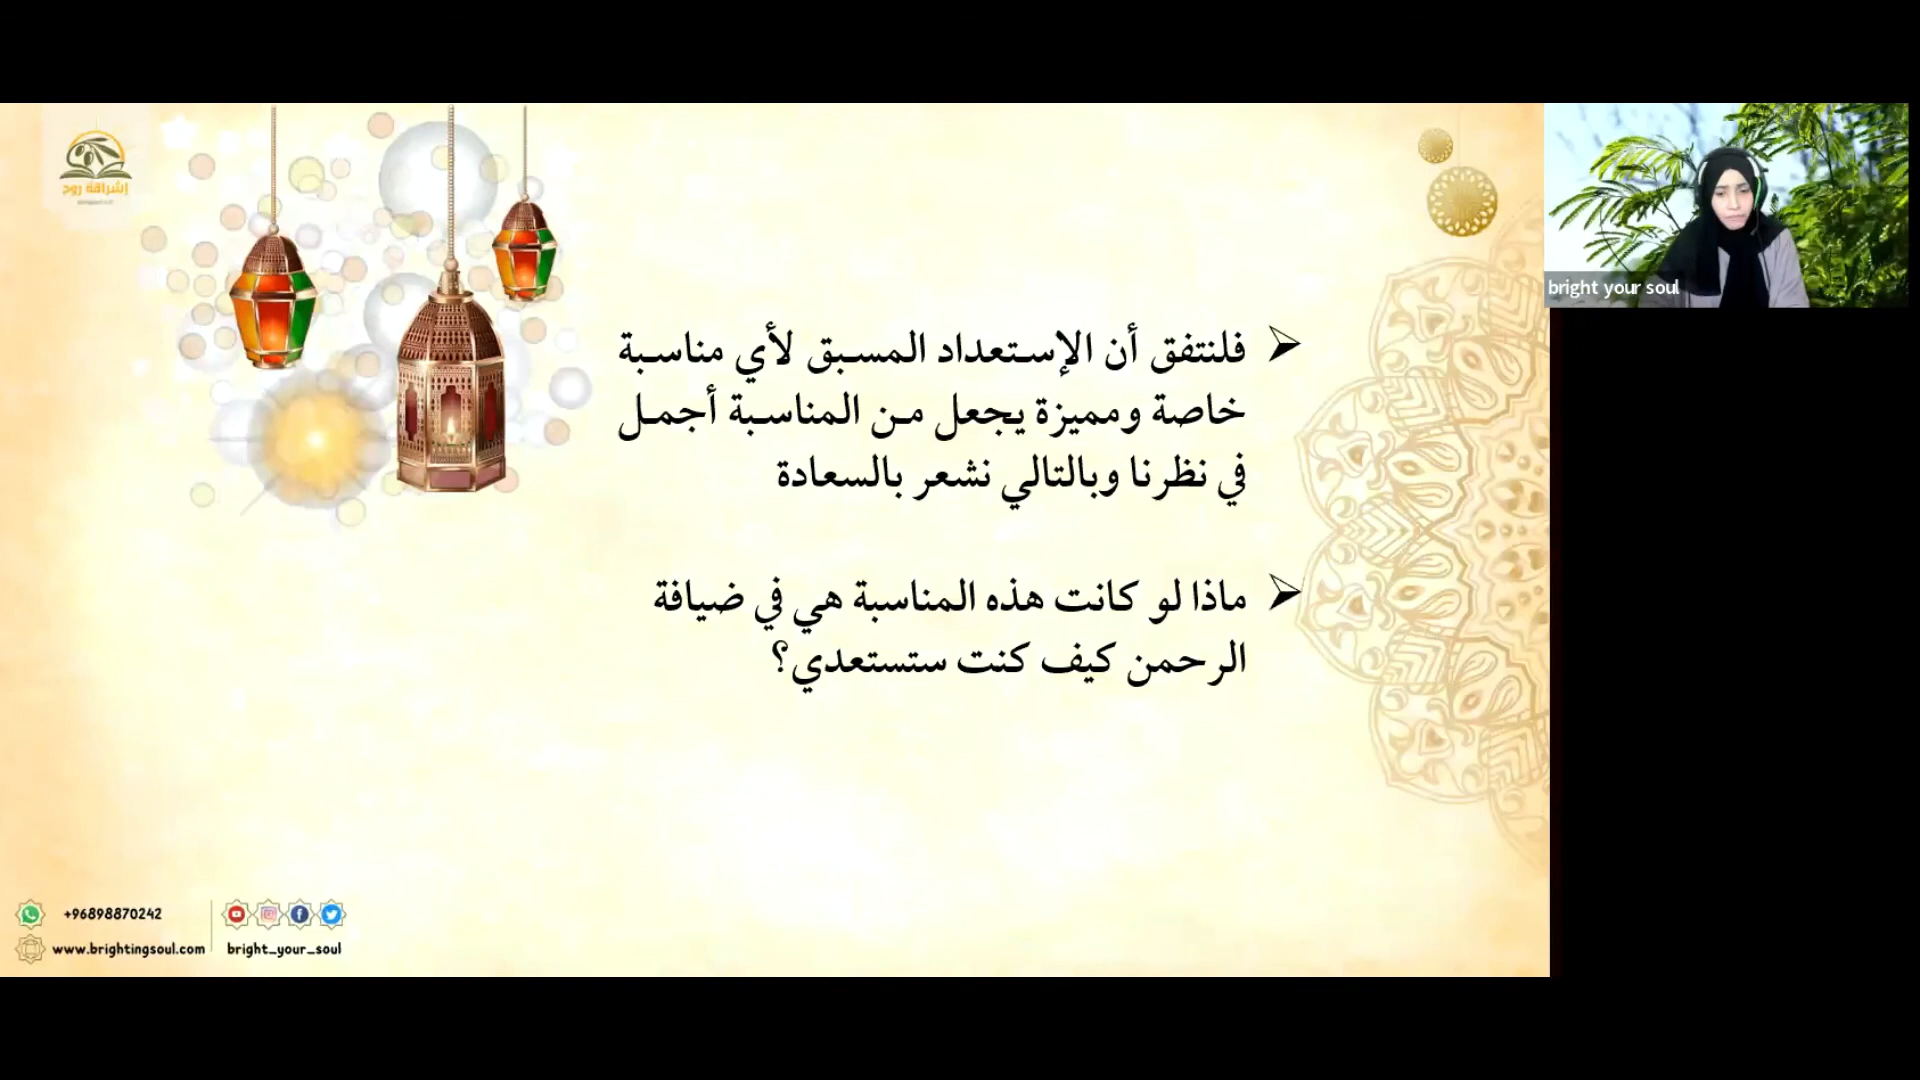 إشراقة روح
bright your soul
فلنتفق أن الإستعداد المسبق لأي مناسبة
خاصة ومميزة يجعل من المناسبة أجمل
في نظرنا وبالتالي نشعر بالسعادة
ماذا لو كانت هذه المناسبة هي في ضيافة
الرحمن كيف كنت ستستعدي؟
+96898870242
www.brightingsoul.com
bright_your_soul